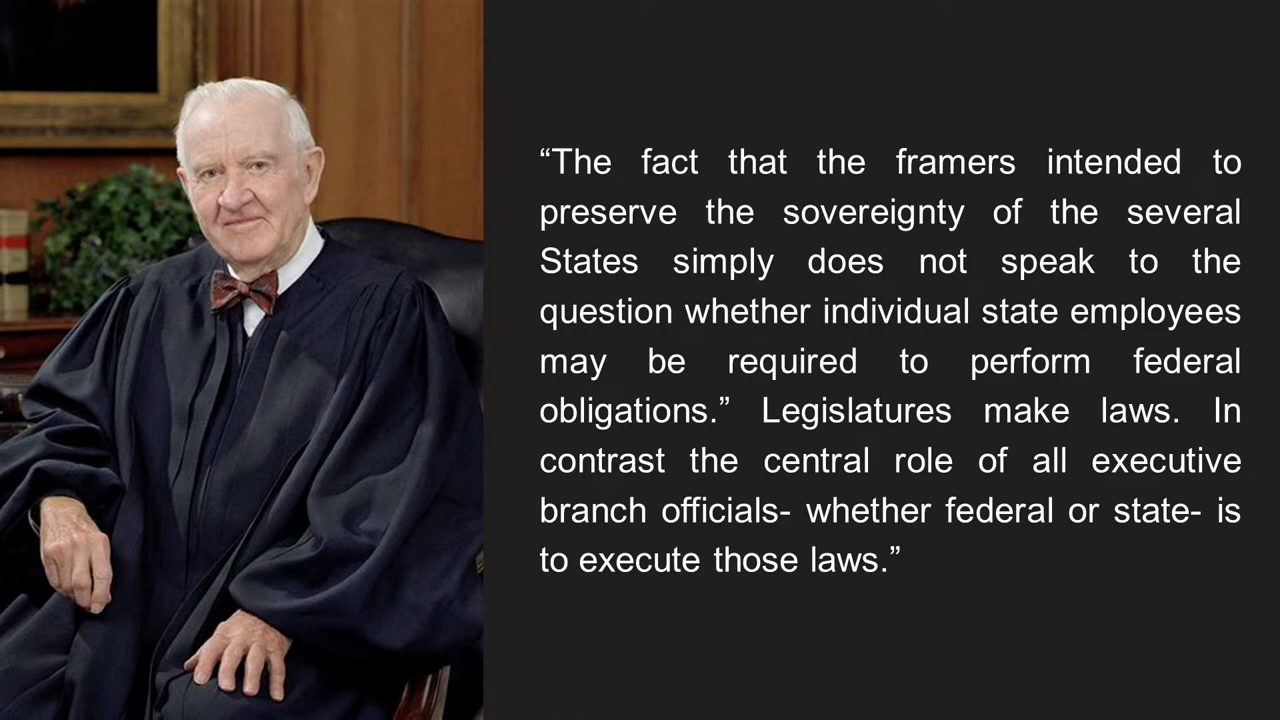 “The fact that the framers intended to
preserve the sovereignty of the several
States simply does not speak to the
question whether individual state employees
may be required to perform federal
obligations.” Legislatures make laws. In
contrast the central role of all executive
branch officials- whether federal or state- is
to execute those laws.”